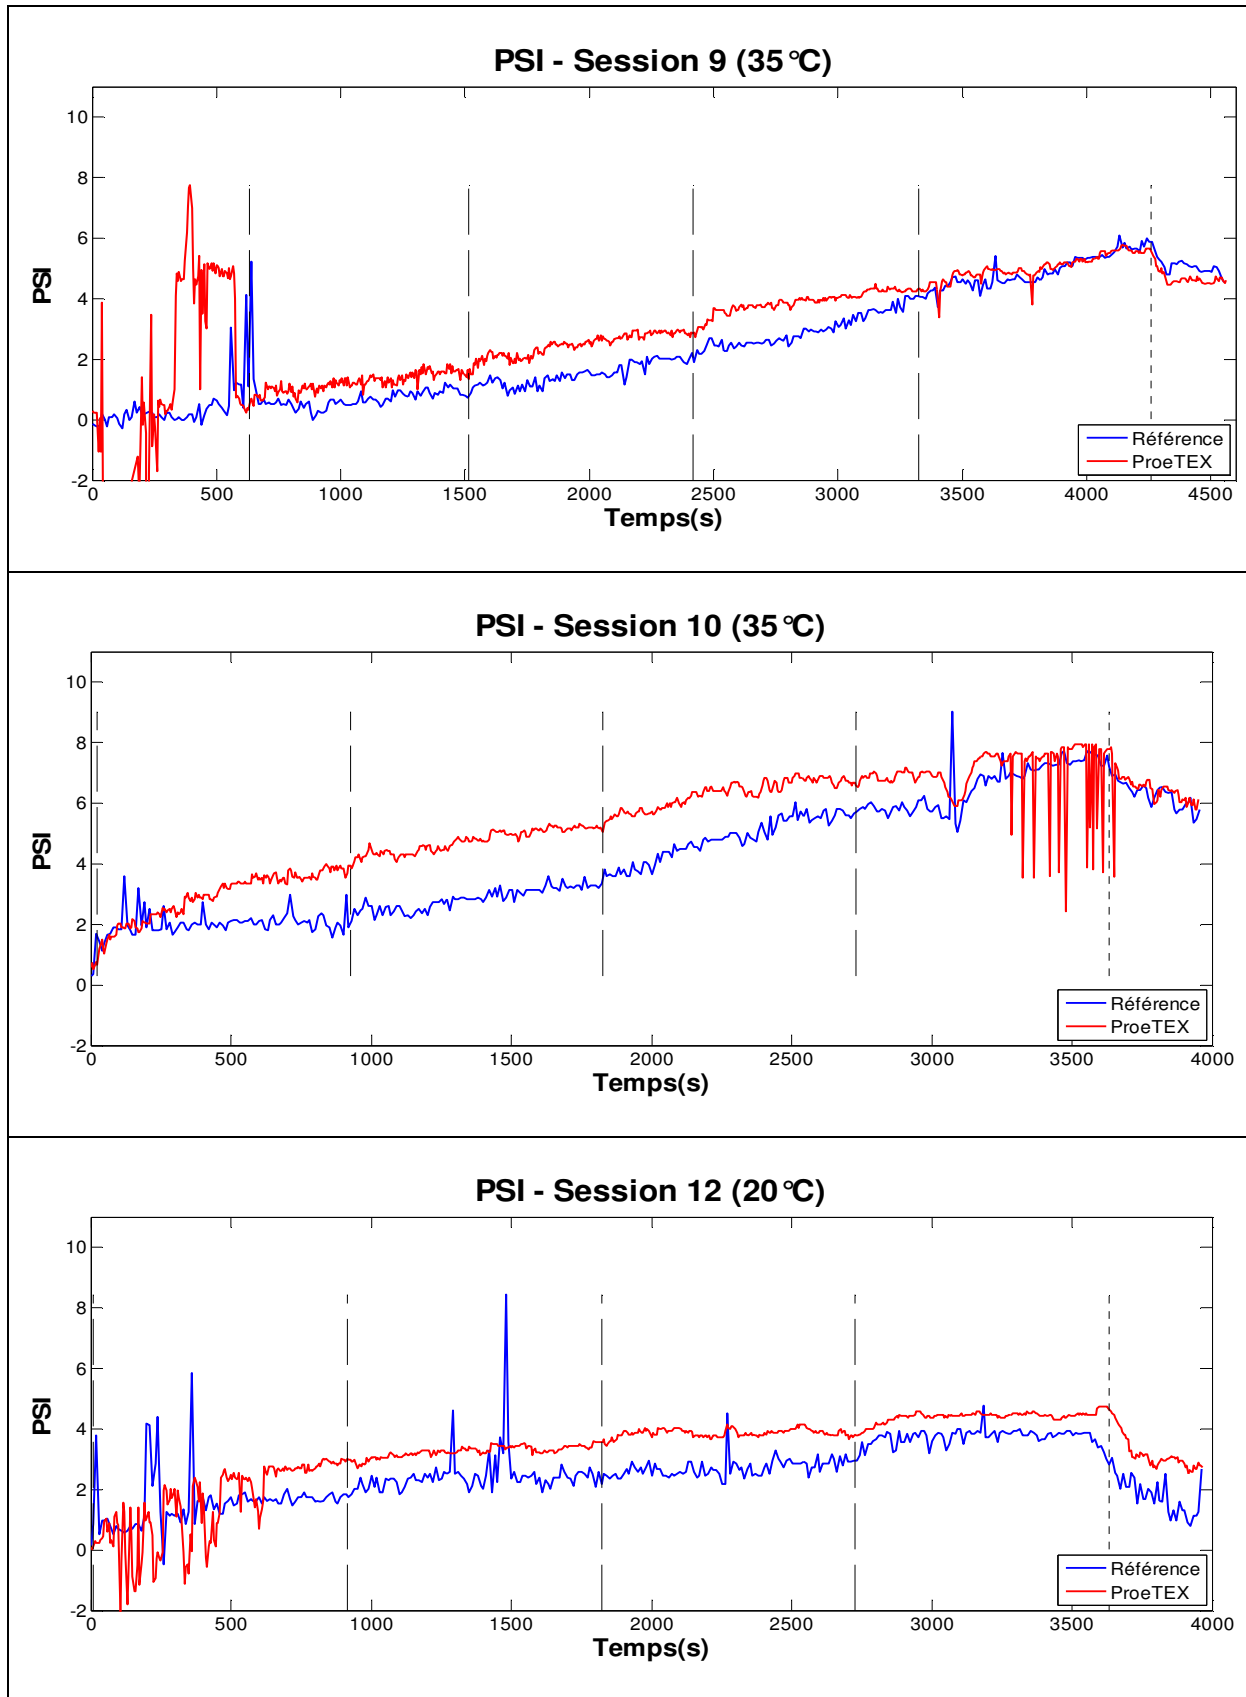 PSI - Session 9 (35°C)
10
8
6
4
2
0
-2
PSI
0 500 1000 1500 2000 2500 3000 3500 4000 4500
Temps(s)
Référence
ProeTEX
PSI - Session 10 (35°C)
10
8
6
4
2
0
-2
PSI
0 500 1000 1500 2000 2500 3000 3500 4000
Temps(s)
Référence
ProeTEX
PSI - Session 12 (20°C)
10
8
6
4
2
0
-2
PSI
0 500 1000 1500 2000 2500 3000 3500 4000
Temps(s)
Référence
ProeTEX